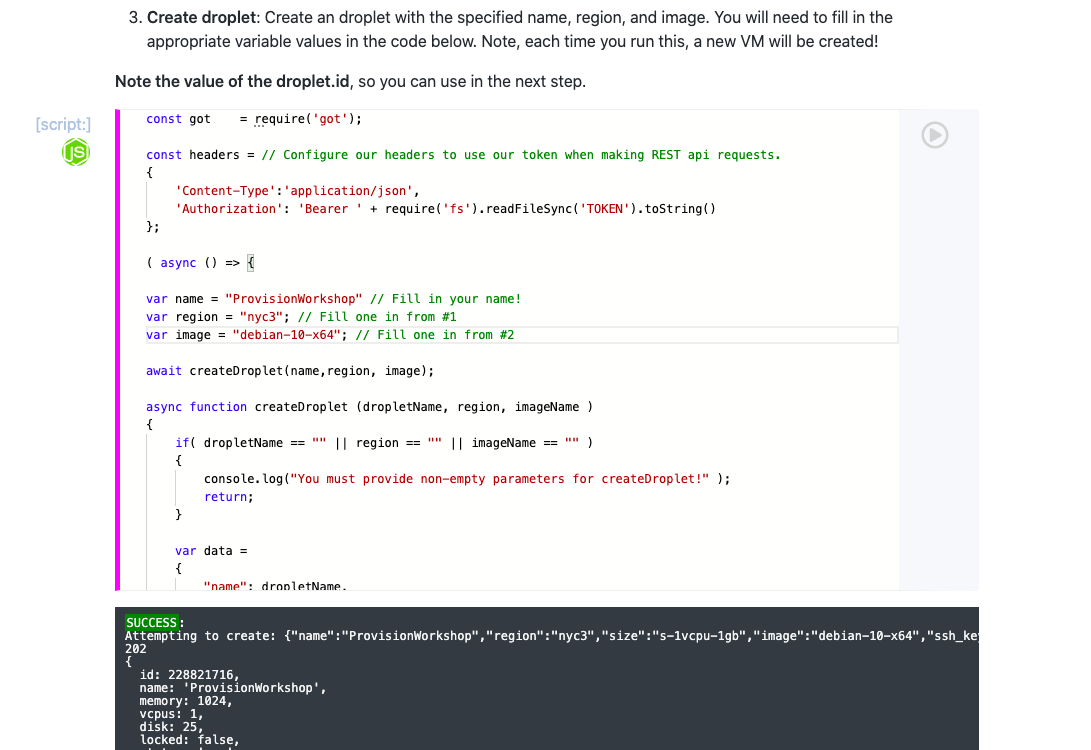 3. Create droplet: Create an droplet with the specified name, region, and image. You will need to fill in the
appropriate variable values in the code below. Note, each time you run this, a new VM will be created!
Note the value of the droplet.id, so you can use in the next step.
[script:]
JS
const got    = require('got');
const headers = // Configure our headers to use our token when making REST api requests.
{
    'Content-Type':'application/json',
    'Authorization': 'Bearer ' + require('fs').readFileSync('TOKEN').toString()
};
( async () => {
var name = "ProvisionWorkshop" // Fill in your name!
var region = "nyc3"; // Fill one in from #1
var image = "debian-10-x64"; // Fill one in from #2
await createDroplet(name,region, image);
async function createDroplet (dropletName, region, imageName )
{
    if( dropletName == "" || region == "" || imageName == "" )
    {
        console.log("You must provide non-empty parameters for createDroplet!" );
        return;
    }
    var data =
    {
        "name": dropletName,
SUCCESS:
Attempting to create: {"name":"ProvisionWorkshop","region":"nyc3","size":"s-1vcpu-1gb","image":"debian-10-x64","ssh_ke
202
{
  id: 228821716,
  name: 'ProvisionWorkshop',
  memory: 1024,
  vcpus: 1,
  disk: 25,
  locked: false,